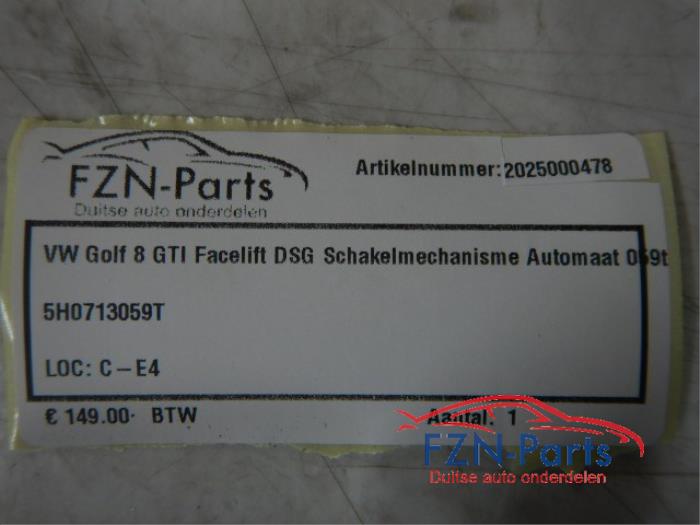 FZN-Parts
Duitse auto onderdelen
Artikelnummer: 2025000478
VW Golf 8 GTI Facelift DSG Schakelmechanisme Automaat 059t
5H0713059T
LOC: C-E4
€ 149.00 BTW
Aantal: 1
FZN-Parts
Duitse auto onderdelen